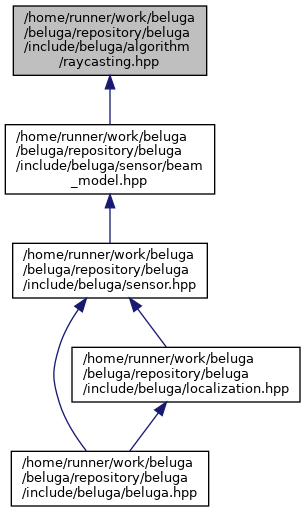 /home/runner/work/beluga
/beluga/repository/beluga
/include/beluga/algorithm
/raycasting.hpp
/home/runner/work/beluga
/beluga/repository/beluga
/include/beluga/sensor/beam
_model.hpp
/home/runner/work/beluga
/beluga/repository/beluga
/include/beluga/sensor.hpp
/home/runner/work/beluga
/beluga/repository/beluga
/include/beluga/localization.hpp
/home/runner/work/beluga
/beluga/repository/beluga
/include/beluga/beluga.hpp